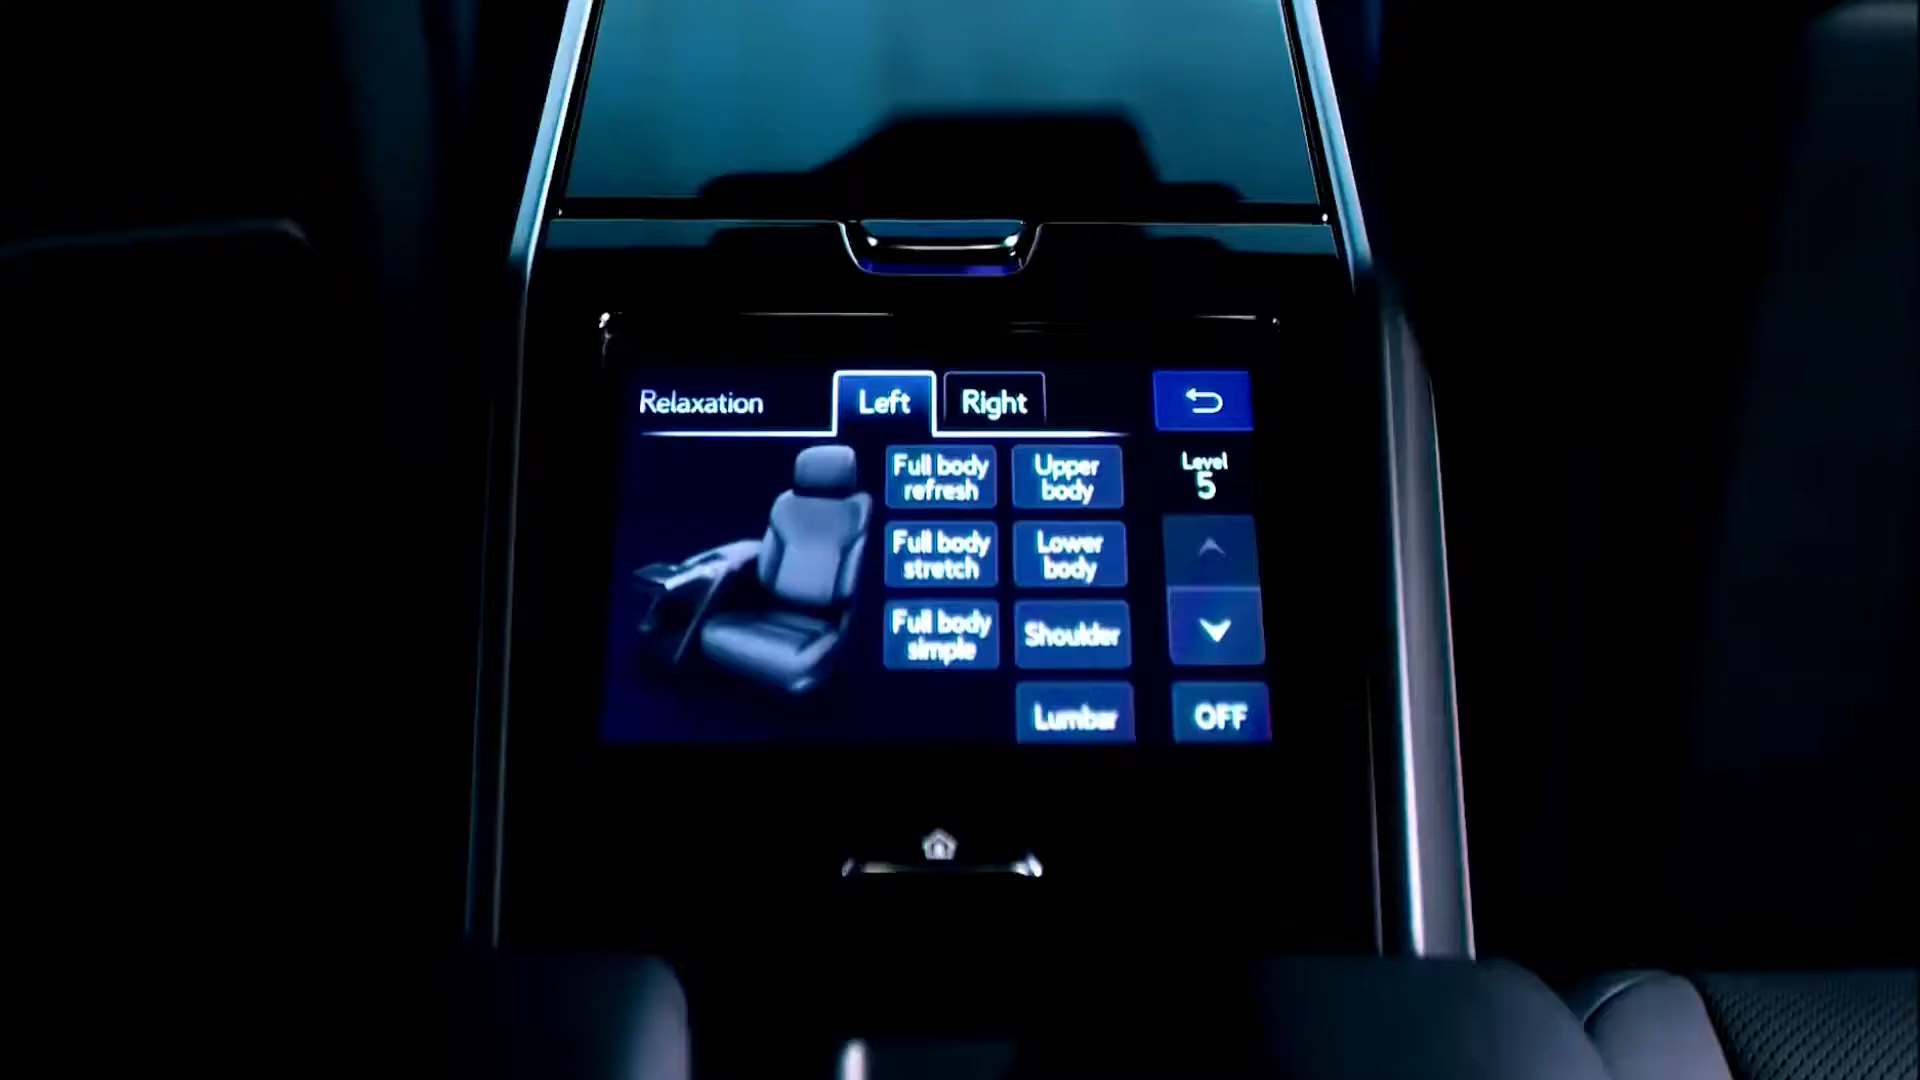 Relaxation
Left
Right
Full body
refresh
Upper
body
Level
5
Full body
stretch
Lower
body
Full body
simple
Shoulder
Lumbar
OFF